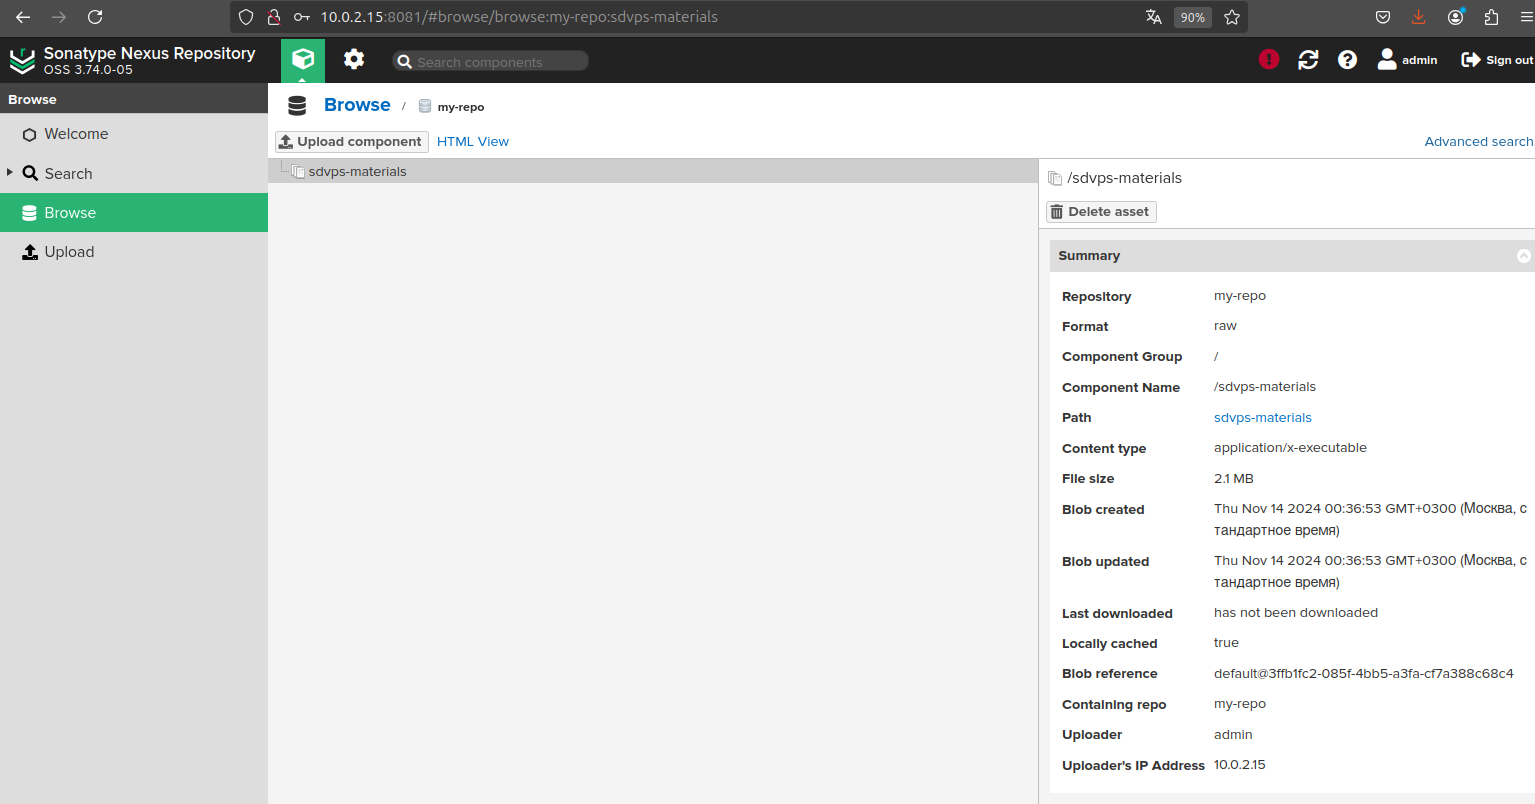 10.0.2.15:8081/#browse/browse:my-repo:sdvps-materials
90%
Sonatype Nexus Repository
OSS 3.74.0-05
Search components
admin
Sign out
Browse
Welcome
Search
Browse
Upload
Browse / my-repo
Upload component
HTML View
Advanced search
sdvps-materials
/sdvps-materials
Delete asset
Summary
Repository my-repo
Format raw
Component Group /
Component Name /sdvps-materials
Path sdvps-materials
Content type application/x-executable
File size 2.1 MB
Blob created Thu Nov 14 2024 00:36:53 GMT+0300 (Москва, с
тандартное время)
Blob updated Thu Nov 14 2024 00:36:53 GMT+0300 (Москва, с
тандартное время)
Last downloaded has not been downloaded
Locally cached true
Blob reference default@3ffb1fc2-085f-4bb5-a3fa-cf7a388c68c4
Containing repo my-repo
Uploader admin
Uploader's IP Address 10.0.2.15